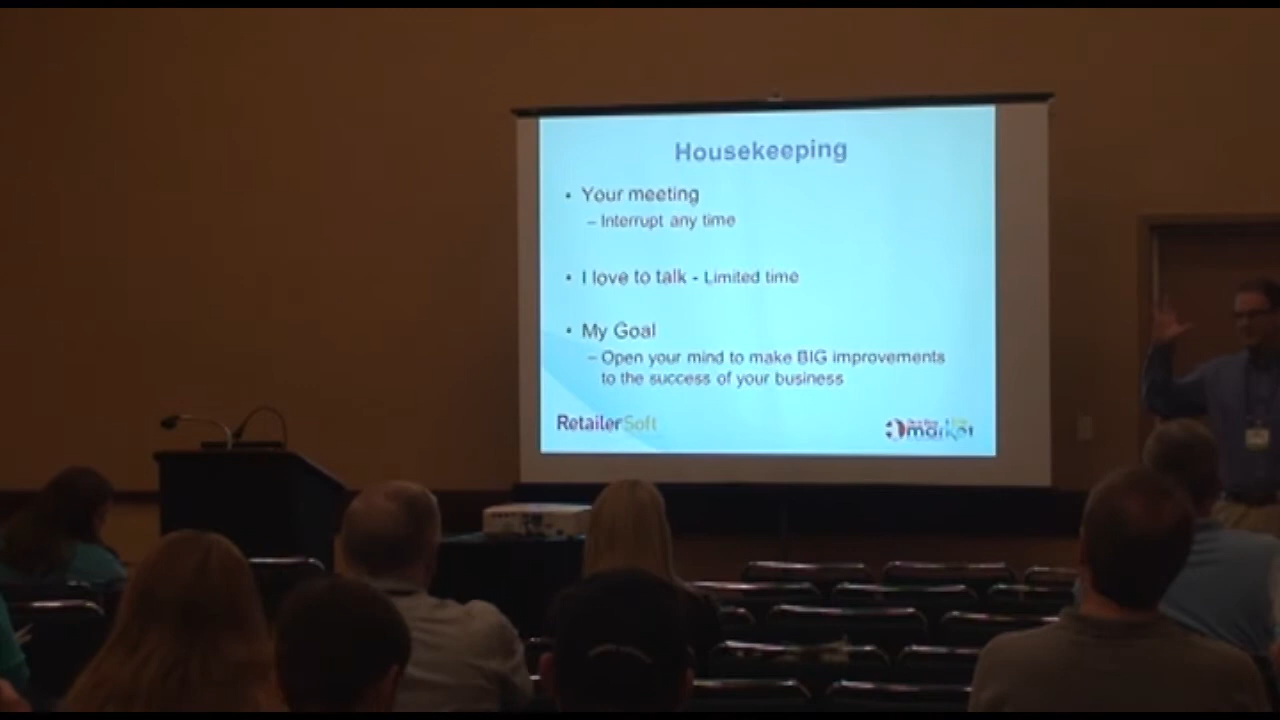 Housekeeping
• Your meeting
– Interrupt any time
• I love to talk - Limited time
• My Goal
– Open your mind to make BIG improvements
to the success of your business
RetailerSoft
market